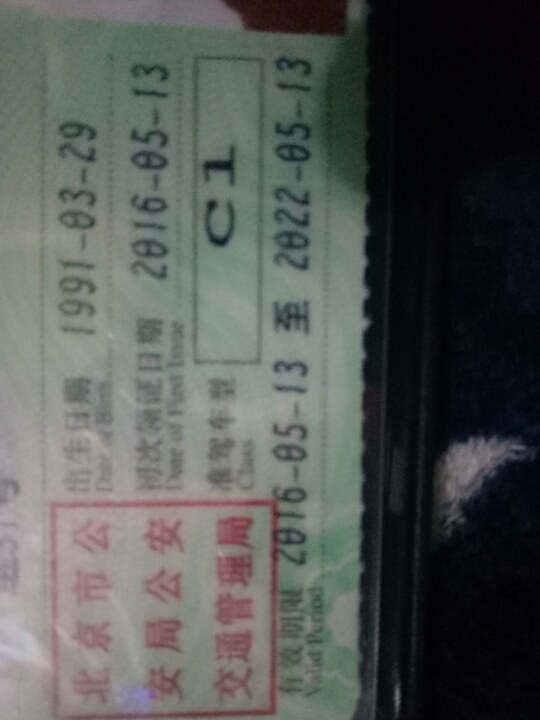 出生日期 1991-03-29
Date of Birth
初次领证日期 2016-05-13
Date of First Issue
准驾车型 C1
Class
有效期限 2016-05-13 至 2022-05-13
Valid Period
北京市公
安局公安
交通管理局